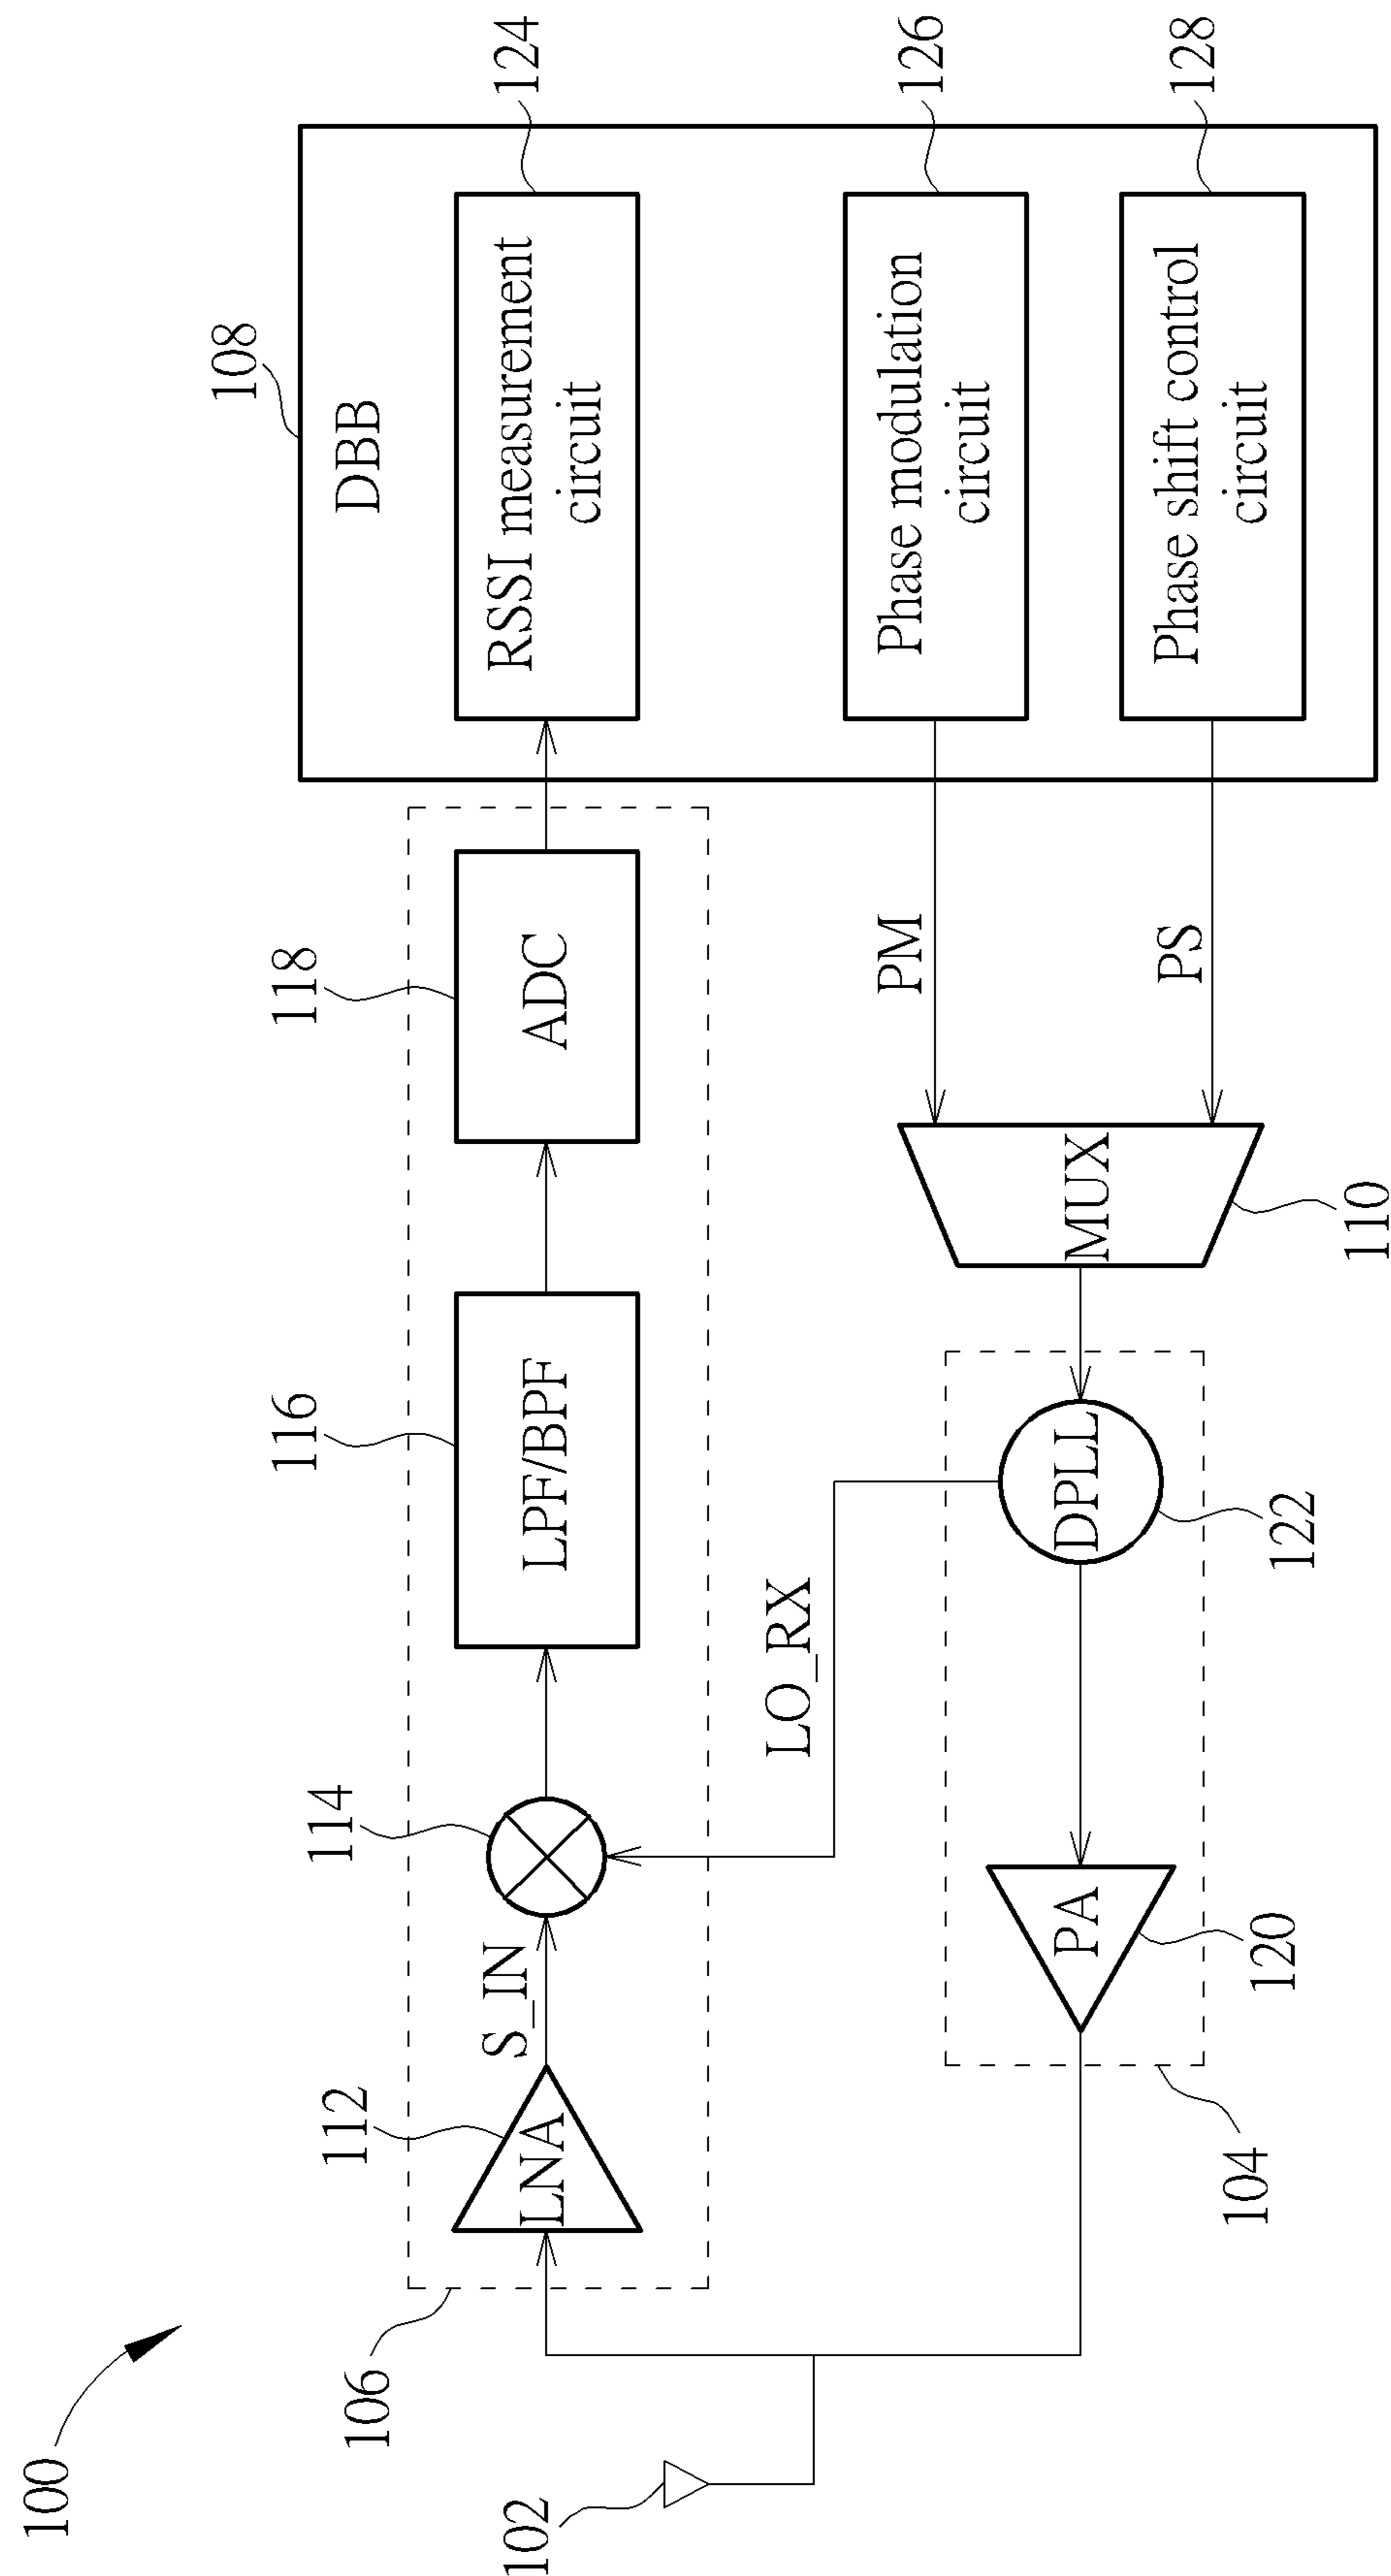 100
102
106
112
LNA
S_IN
114
116
LPF/BPF
118
ADC
108
DBB
RSSI measurement
circuit
124
LO_RX
104
PA
120
DPLL
122
MUX
110
PM
Phase modulation
circuit
126
PS
Phase shift control
circuit
128